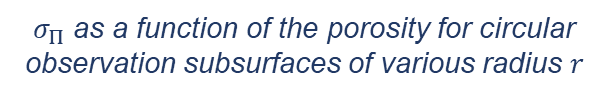 σ_Π as a function of the porosity for circular
observation subsurfaces of various radius r